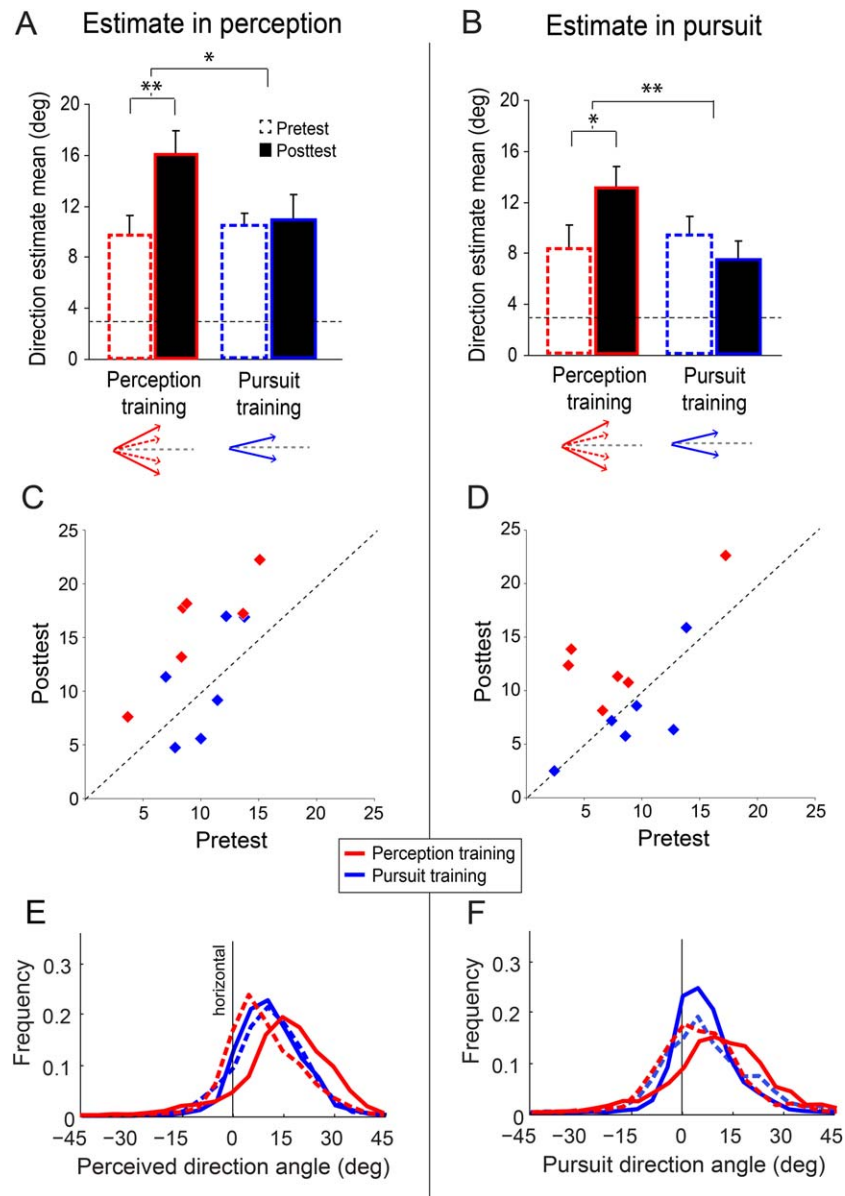 A
Estimate in perception
*
**
Pretest
Posttest
Direction estimate mean (deg)
20
16
12
8
4
0
Perception
training
Pursuit
training
B
Estimate in pursuit
**
*
Direction estimate mean (deg)
20
16
12
8
4
0
Perception
training
Pursuit
training
C
Posttest
25
20
15
10
5
0
5
10
15
20
25
Pretest
D
Posttest
25
20
15
10
5
0
5
10
15
20
25
Pretest
Perception training
Pursuit training
E
Frequency
0.3
0.2
0.1
0
horizontal
−45
−30
−15
0
15
30
45
Perceived direction angle (deg)
F
Frequency
0.3
0.2
0.1
0
−45
−30
−15
0
15
30
45
Pursuit direction angle (deg)